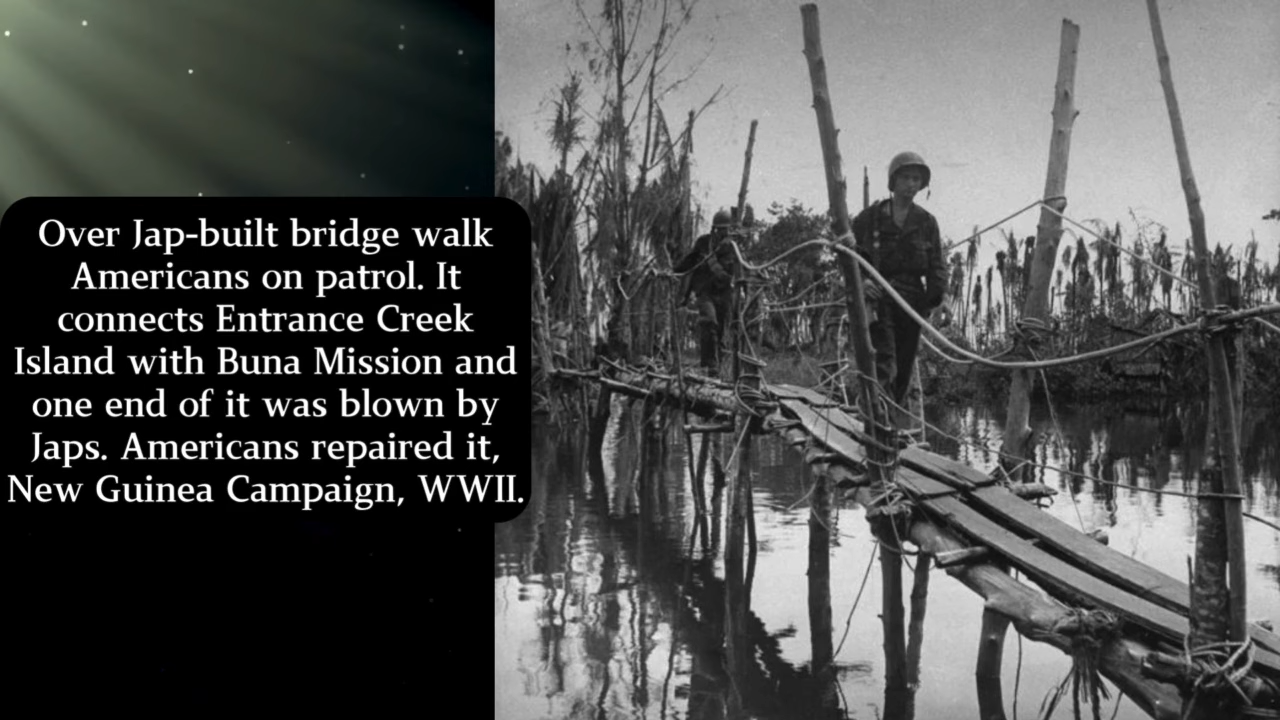 Over Jap-built bridge walk
Americans on patrol. It
connects Entrance Creek
Island with Buna Mission and
one end of it was blown by
Japs. Americans repaired it,
New Guinea Campaign, WWII.